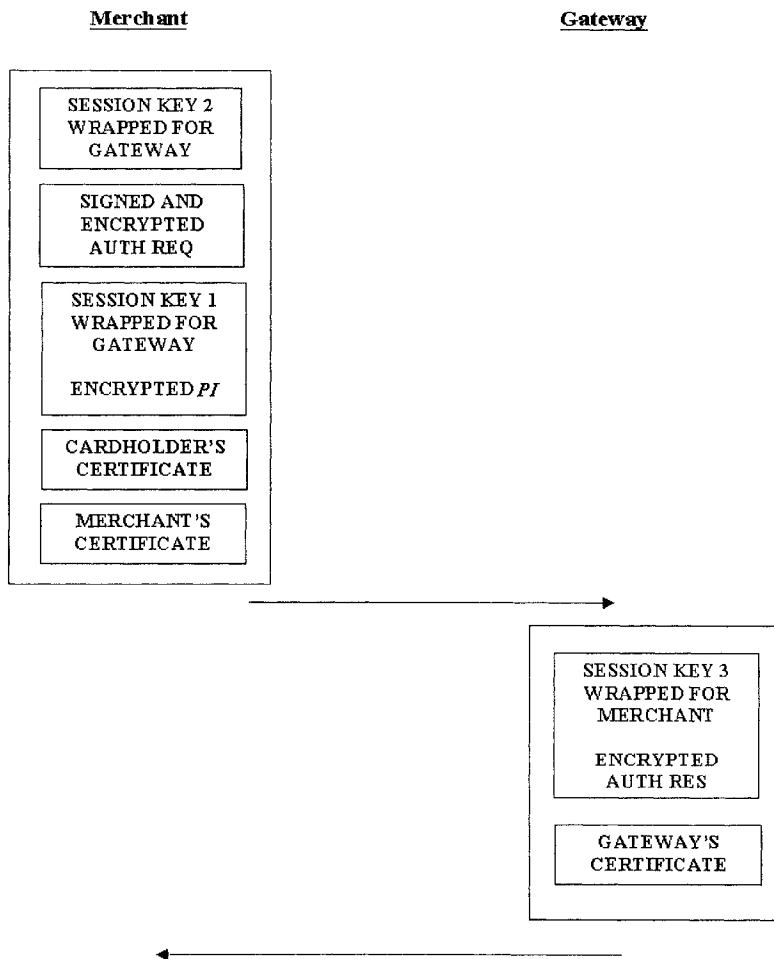 Merchant
Gateway
SESSION KEY 2
WRAPPED FOR
GATEWAY
SIGNED AND
ENCRYPTED
AUTH REQ
SESSION KEY 1
WRAPPED FOR
GATEWAY
ENCRYPTED PI
CARDHOLDER'S
CERTIFICATE
MERCHANT'S
CERTIFICATE
SESSION KEY 3
WRAPPED FOR
MERCHANT
ENCRYPTED
AUTH RES
GATEWAY'S
CERTIFICATE